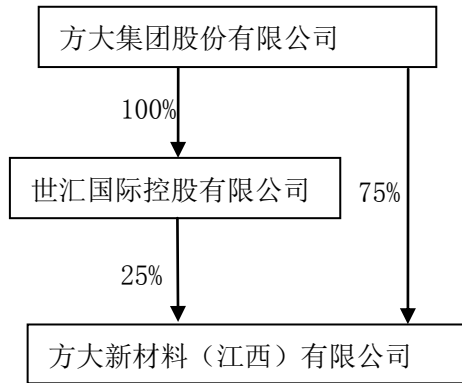 方大集团股份有限公司
100%
世汇国际控股有限公司
75%
25%
方大新材料（江西）有限公司